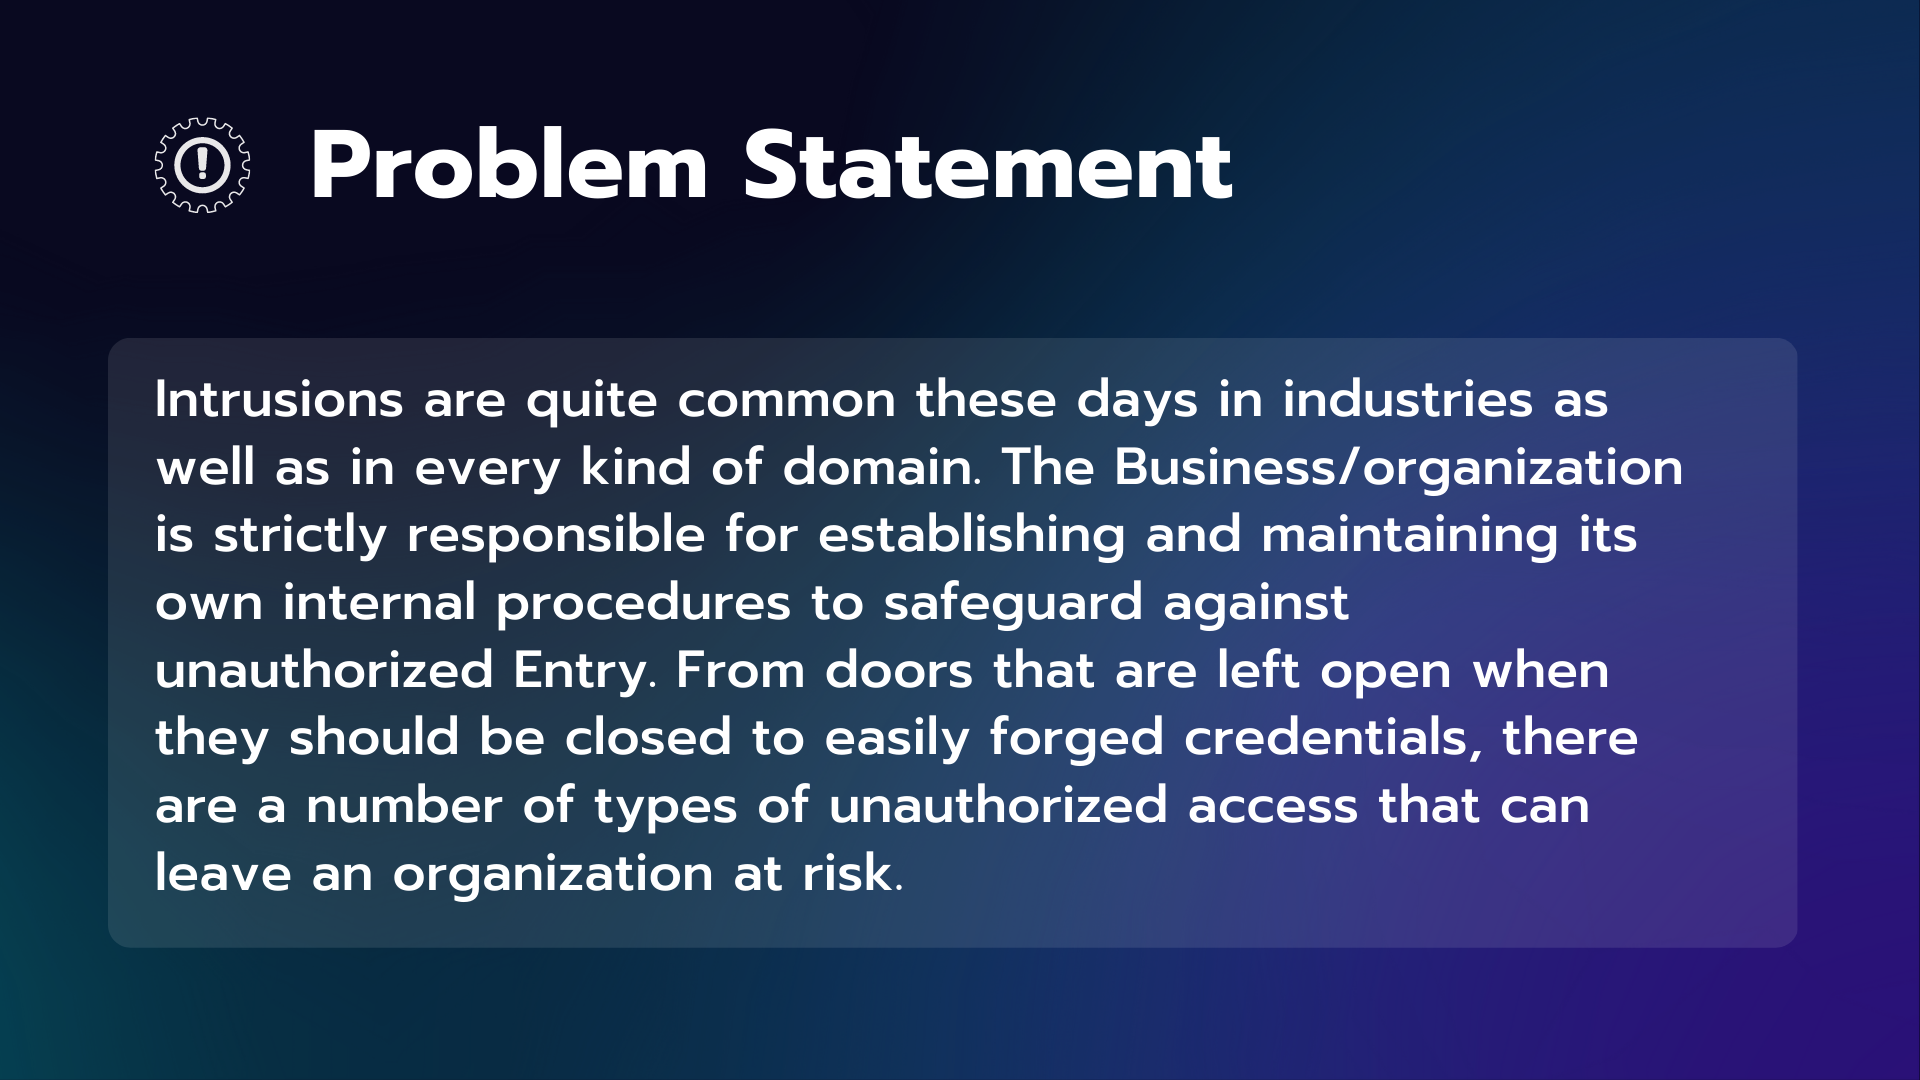 Problem Statement
Intrusions are quite common these days in industries as
well as in every kind of domain. The Business/organization
is strictly responsible for establishing and maintaining its
own internal procedures to safeguard against
unauthorized Entry. From doors that are left open when
they should be closed to easily forged credentials, there
are a number of types of unauthorized access that can
leave an organization at risk.